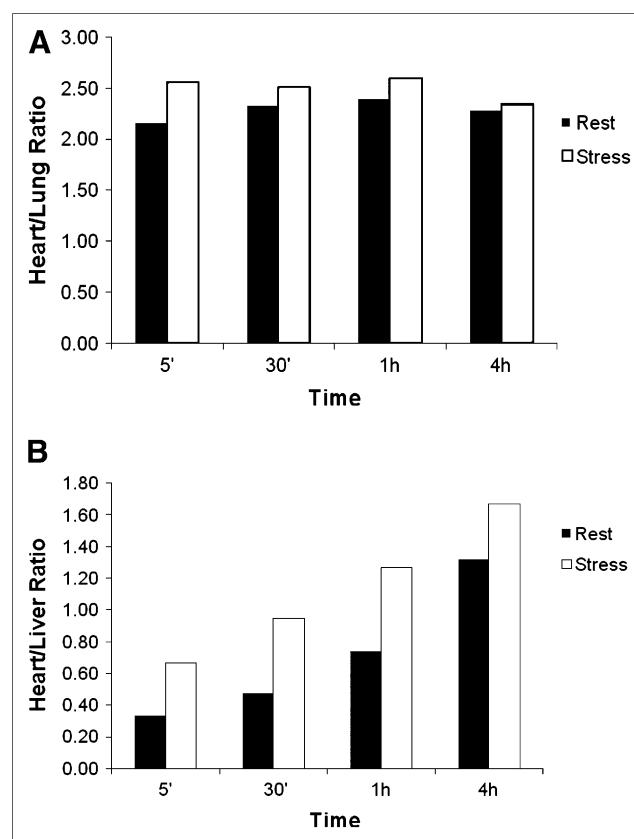 A
3.00
2.50
2.00
1.50
1.00
0.50
0.00
Heart/Lung Ratio
5' 30' 1h 4h
Time
Rest
Stress
B
1.80
1.60
1.40
1.20
1.00
0.80
0.60
0.40
0.20
0.00
Heart/Liver Ratio
5' 30' 1h 4h
Time
Rest
Stress